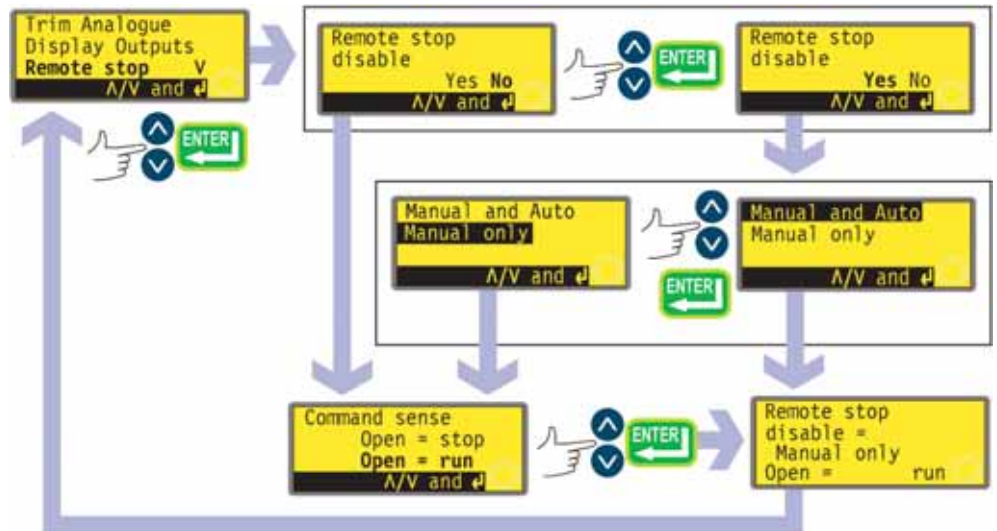 Trim Analogue
Display Outputs
Remote stop V
Λ/V and ↲
ENTER
Remote stop
disable
Yes No
Λ/V and ↲
ENTER
Remote stop
disable
Yes No
Λ/V and ↲
Manual and Auto
Manual only
Λ/V and ↲
ENTER
Manual and Auto
Manual only
Λ/V and ↲
Command sense
Open = stop
Open = run
Λ/V and ↲
ENTER
Remote stop
disable =
Manual only
Open = run